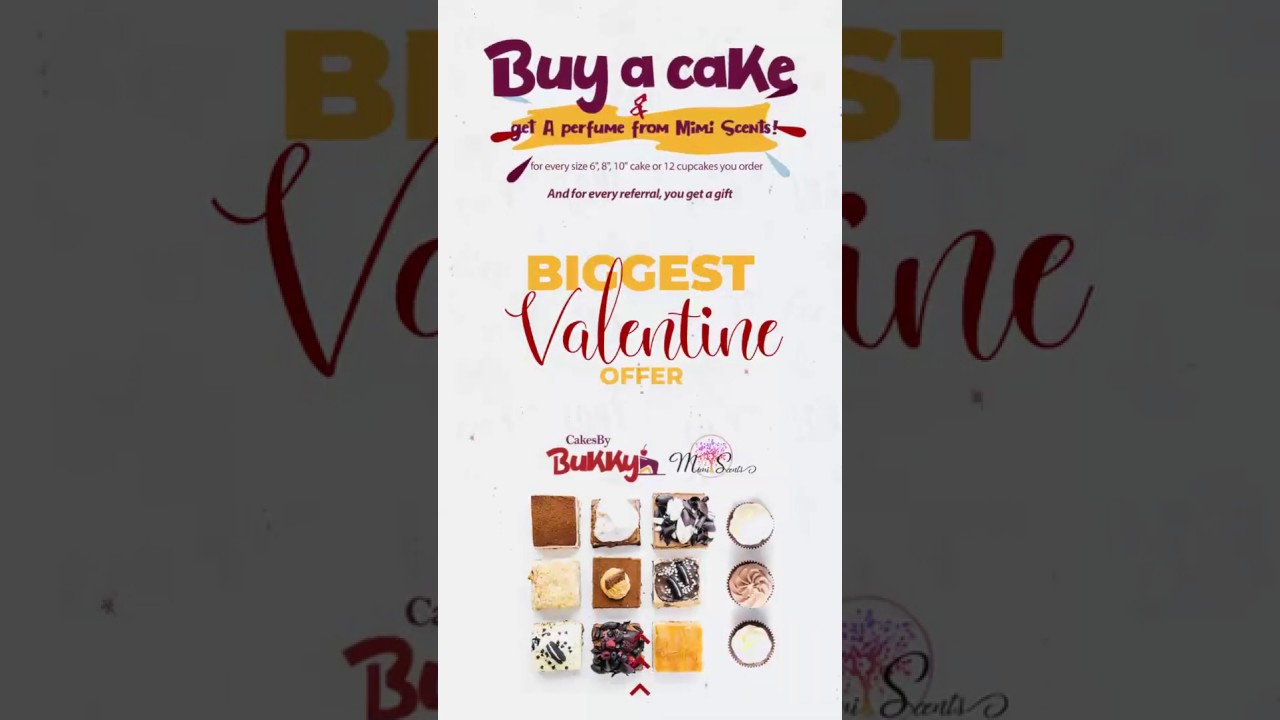 Buy a cake
&
get A perfume from Mimi Scents!
for every size 6", 8", 10" cake or 12 cupcakes you order
And for every referral, you get a gift
BIGGEST
Valentine
OFFER
CakesBy
Bukky's
Mimi Scents